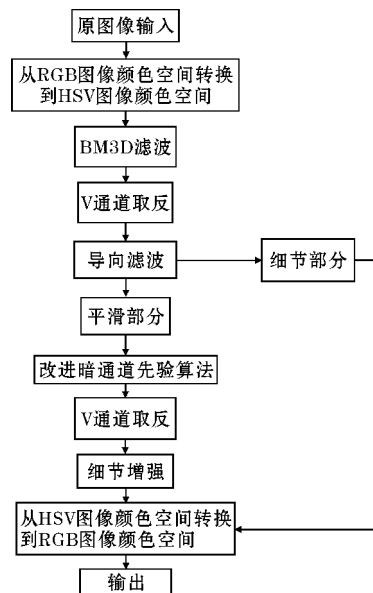 原图像输入
从RGB图像颜色空间转换
到HSV图像颜色空间
BM3D滤波
V通道取反
导向滤波
细节部分
平滑部分
改进暗通道先验算法
V通道取反
细节增强
从HSV图像颜色空间转换
到RGB图像颜色空间
输出